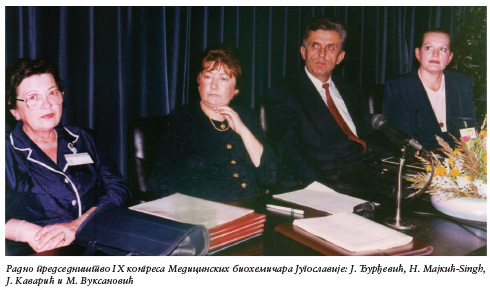 Радно председништво IX конгреса Медицинских биохемичара Југославије: Ј. Ђурђевић, Н. Мајкић-Singh,
Ј. Каварић и М. Вуксановић